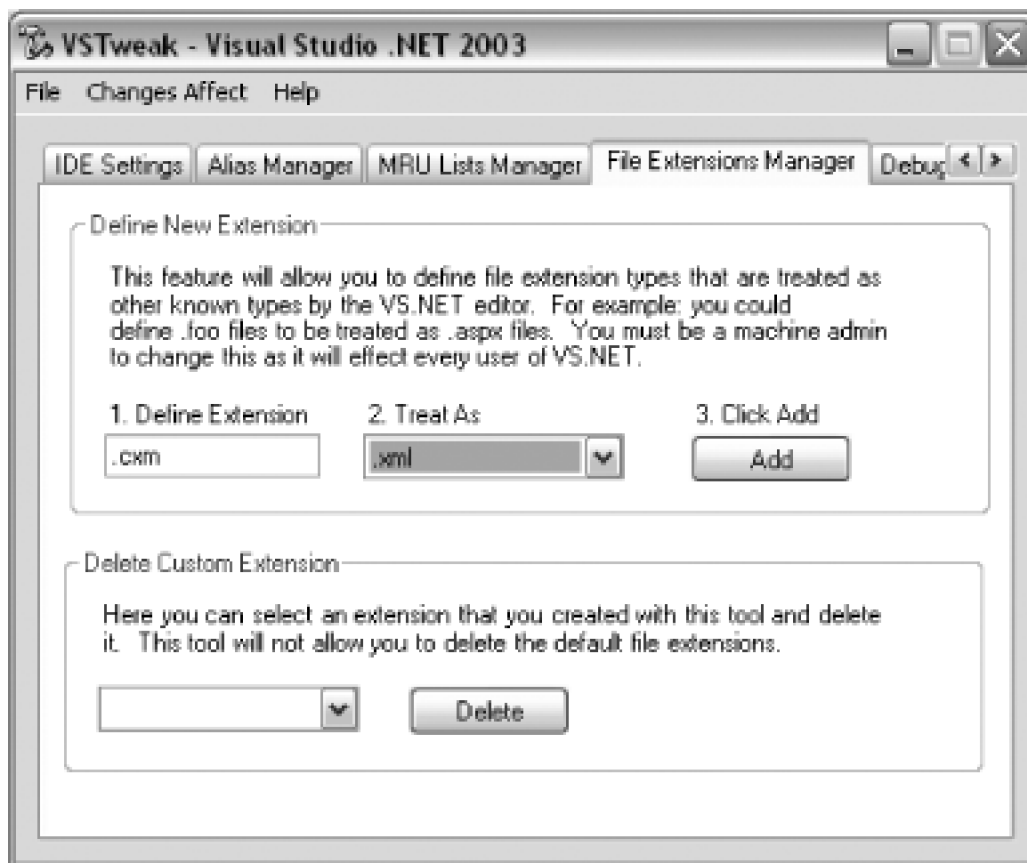 VSTweak - Visual Studio .NET 2003
File Changes Affect Help
IDE Settings Alias Manager MRU Lists Manager File Extensions Manager Debug
Define New Extension
This feature will allow you to define file extension types that are treated as
other known types by the VS.NET editor. For example: you could
define .foo files to be treated as .aspx files. You must be a machine admin
to change this as it will effect every user of VS.NET.
1. Define Extension 2. Treat As 3. Click Add
.cxm .xml Add
Delete Custom Extension
Here you can select an extension that you created with this tool and delete
it. This tool will not allow you to delete the default file extensions.
Delete